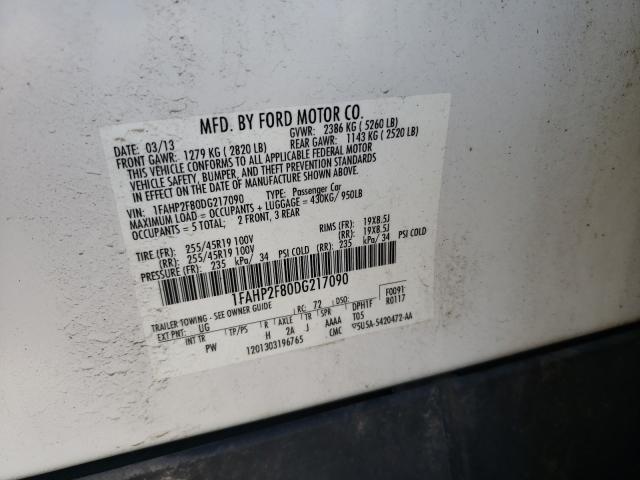 MFD. BY FORD MOTOR CO.
DATE: 03/13 GVWR: 2386 KG ( 5260 LB)
FRONT GAWR: 1279 KG ( 2820 LB) REAR GAWR: 1143 KG ( 2520 LB)
THIS VEHICLE CONFORMS TO ALL APPLICABLE FEDERAL MOTOR
VEHICLE SAFETY, BUMPER, AND THEFT PREVENTION STANDARDS
IN EFFECT ON THE DATE OF MANUFACTURE SHOWN ABOVE.
VIN: 1FAHP2F80DG217090 TYPE: Passenger Car
MAXIMUM LOAD = OCCUPANTS + LUGGAGE = 430KG/ 950LB
OCCUPANTS = 5 TOTAL; 2 FRONT, 3 REAR
TIRE (FR): 255/45R19 100V RIMS (FR): 19X8.5J
(RR): 255/45R19 100V (RR): 19X8.5J
PRESSURE (FR): 235 kPa/ 34 PSI COLD (RR): 235 kPa/ 34 PSI COLD
1FAHP2F80DG217090
TRAILER TOWING - SEE OWNER GUIDE
EXT PNT: UG RC: 72 DSO: F0091
INT TR TP/PS R AXLE TR SPR DPH1F R0117
PW H 2A J AAAA T05
1201303196765 CMC 5USA-5420472-AA